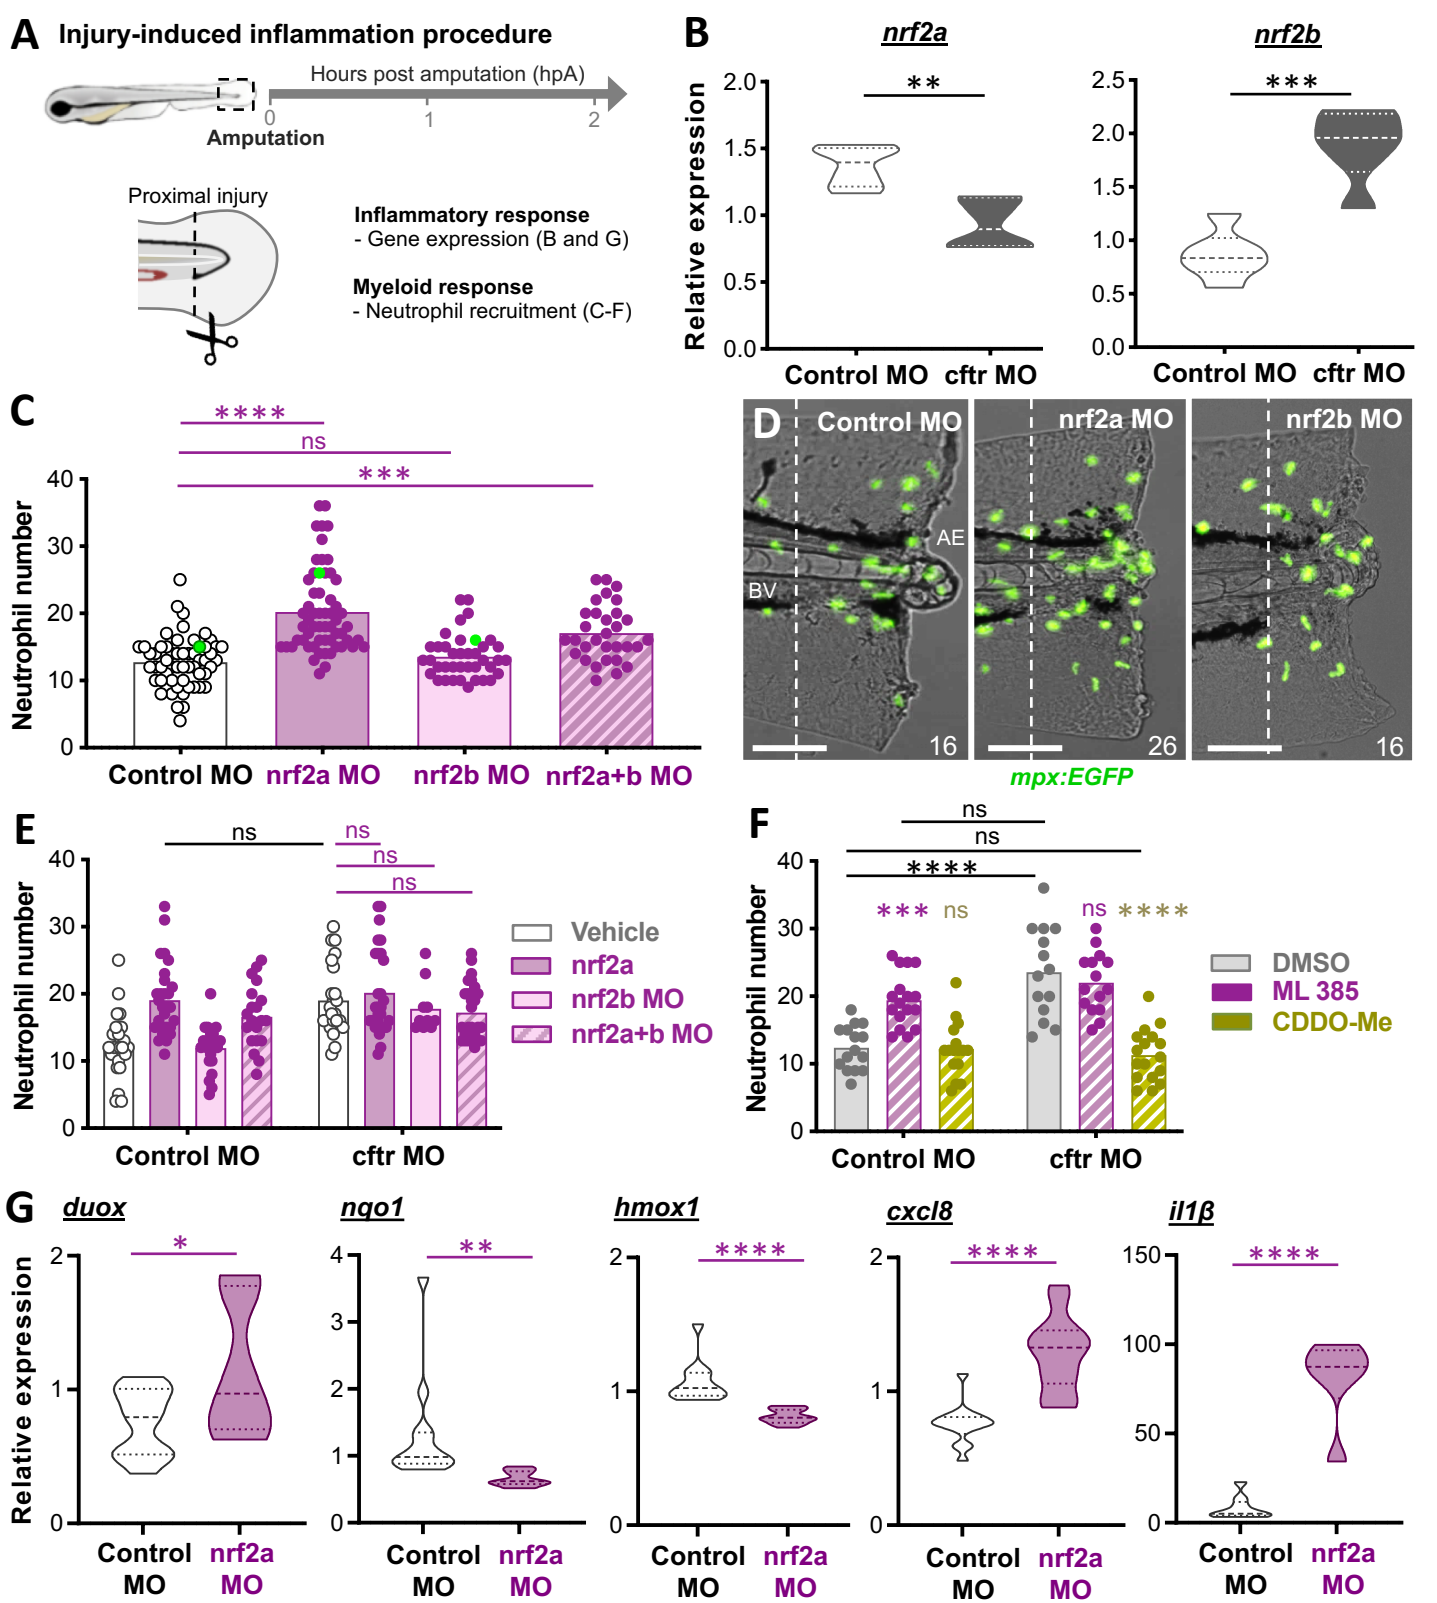 A Injury-induced inflammation procedure
Hours post amputation (hpA)
0 1 2
Amputation
Proximal injury
Inflammatory response
- Gene expression (B and G)
Myeloid response
- Neutrophil recruitment (C-F)
B nrf2a nrf2b
** ***
Relative expression
2.0
1.5
1.0
0.5
0.0
Control MO cftr MO
2.5
2.0
1.5
1.0
0.5
0.0
Control MO cftr MO
C
****
ns
***
Neutrophil number
40
30
20
10
0
Control MO nrf2a MO nrf2b MO nrf2a+b MO
D Control MO nrf2a MO nrf2b MO
AE
BV
16 26 16
mpx:EGFP
E
ns ns
ns
ns
Neutrophil number
40
30
20
10
0
Control MO cftr MO
Vehicle
nrf2a
nrf2b MO
nrf2a+b MO
F
ns
ns
****
*** ns ns ****
Neutrophil number
40
30
20
10
0
Control MO cftr MO
DMSO
ML 385
CDDO-Me
G duox nqo1 hmox1 cxcl8 il1β
* ** **** **** ****
Relative expression
2
1
0
Control MO nrf2a MO
4
3
2
1
0
Control MO nrf2a MO
2
1
0
Control MO nrf2a MO
2
1
0
Control MO nrf2a MO
150
100
50
0
Control MO nrf2a MO